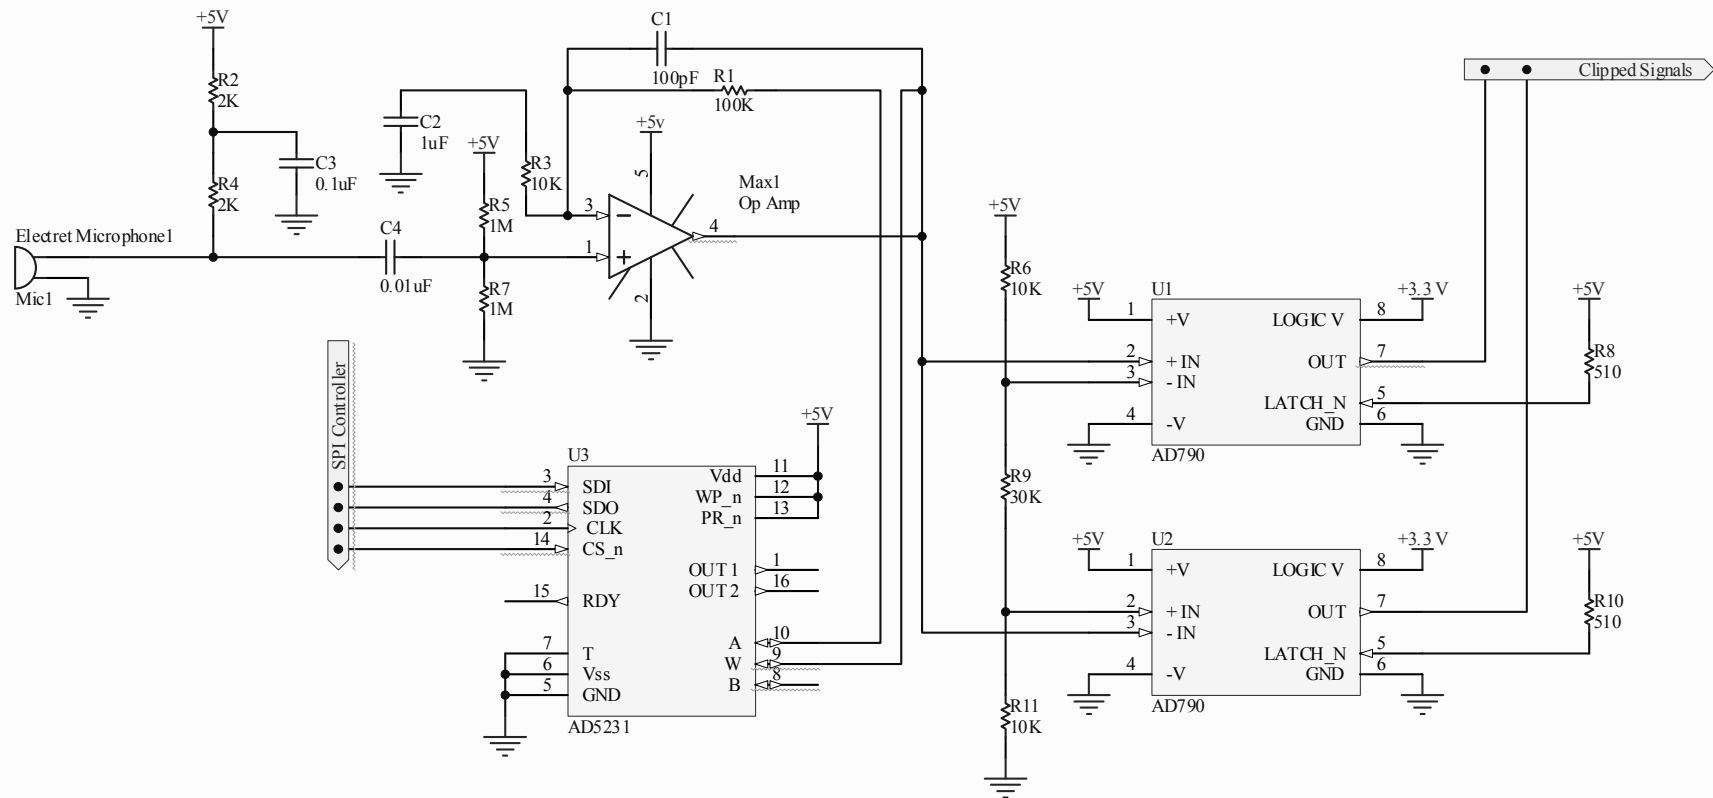 +5V
R2
2K
R4
2K
C3
0.1uF
Electret Microphone1
Mic1
C2
1uF
C4
0.01uF
+5V
R5
1M
R7
1M
R3
10K
C1
100pF
R1
100K
+5v
5
3
1
2
4
Max1
Op Amp
SPI Controller
U3
3
4
2
14
15
7
6
5
SDI
SDO
CLK
CS_n
RDY
T
Vss
GND
Vdd
WP_n
PR_n
OUT1
OUT2
A
W
B
11
12
13
1
16
10
9
8
+5V
AD5231
+5V
R6
10K
R9
30K
R11
10K
+5V
U1
1
2
3
4
+V
+ IN
- IN
-V
LOGIC V
OUT
LATCH_N
GND
8
7
5
6
+3.3 V
AD790
+5V
R8
510
+5V
U2
1
2
3
4
+V
+ IN
- IN
-V
LOGIC V
OUT
LATCH_N
GND
8
7
5
6
+3.3 V
AD790
+5V
R10
510
Clipped Signals